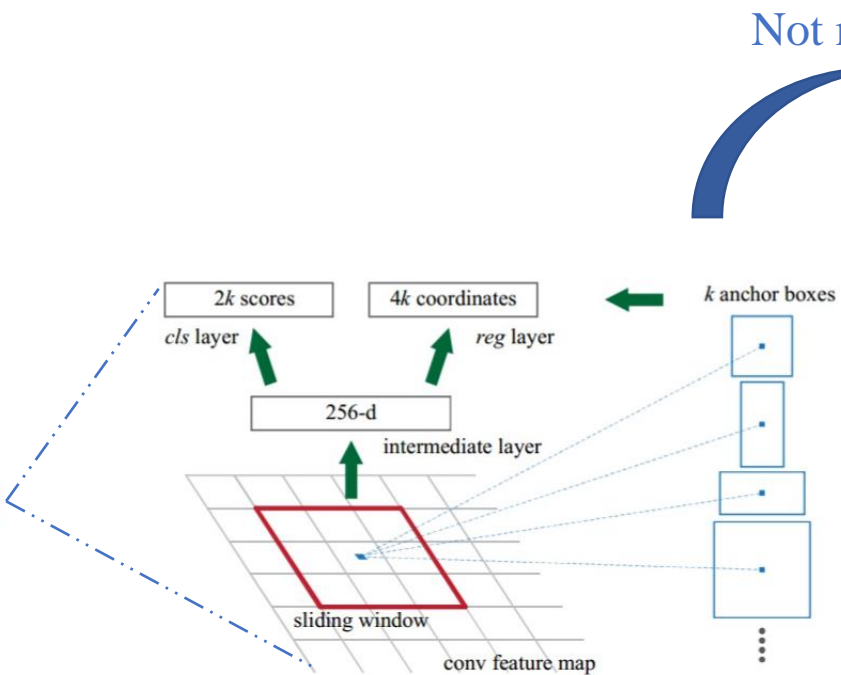 Not
2k scores
4k coordinates
k anchor boxes
cls layer
reg layer
256-d
intermediate layer
sliding window
conv feature map